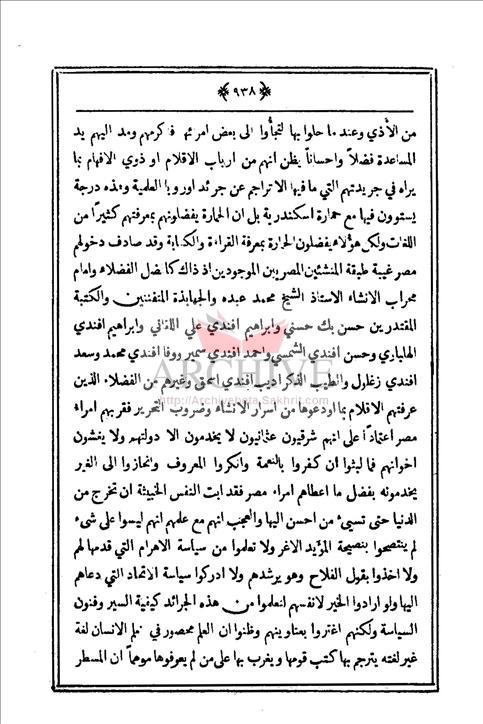 ﴿٩٣٨﴾
من الأذي وعند ما حلوا بها لتجأوا الى بعض امرائها فاكرمهم ومد اليهم يد
المساعدة فضلاً واحساناً يظن انهم من ارباب الاقلام او ذوي الافهام بما
يراه في جريدتهم التي ما فيها الا تراجم عن جرائد اوروبا العلمية وهذه درجة
يستوون فيها مع حمارة اسكندرية بل ان الحمارة يفضلونهم بمعرفتهم كثيرًا من
اللغات ولكن هؤلاء يفضلون الحمارة بمعرفة القراءة والكتابة وقد صادف دخولهم
مصر غيبة طبقة المنشئين المصريين الموجودين اذ ذاك كافضل الفضلاء وامام
محراب الانشاء الاستاذ الشيخ محمد عبده والجهابذة المتفننين والكتبة
المقتدرين حسن بك حسني وابراهيم افندي علي اللقاني وابراهيم افندي
الهلباري وحسن افندي الشمسي واحمد افندي سمير ووفا افندي محمد وسعد
افندي زغلول والطيب الذكر اديب افندي اسحق وغيرهم من الفضلاء الذين
عرفتهم الاقلام بما اودعوها من اسرار الانشاء وضروب التحرير فقربهم امراء
مصر اعتماداً على انهم شرقيون عثمانيون لا يخدمون الا دولتهم ولا يغشون
اخوانهم فما لبثوا ان كفروا بالنعمة وانكروا المعروف وانحازوا الى الغير
يخدمونه بفضل ما اعطاهم امراء مصر فقد ابت النفس الخبيثة ان تخرج من
الدنيا حتى تسيء من احسن اليها والعجب انهم مع علمهم انهم ليسوا على شيء
لم ينتصحوا بنصيحة المؤيد الاغر ولا تعلموا من سياسة الاهرام التي قدمها لهم
ولا اخذوا بقول الفلاح وهو يرشدهم ولا ادركوا سياسة الاتحاد التي دعاهم
اليها ولو ارادوا الخير لانفسهم لتعلموا من هذه الجرائد كيفية السير وفنون
السياسة ولكنهم اغتروا بعناوينهم وظنوا ان العلم محصور في تعلم الانسان لغة
غير لغته يترجم بها كتب قومها ويغرب بها على من لم يعرفوها موهماً ان المسطر
ARCHIVE
http://Archivebeta.Sakhrit.com